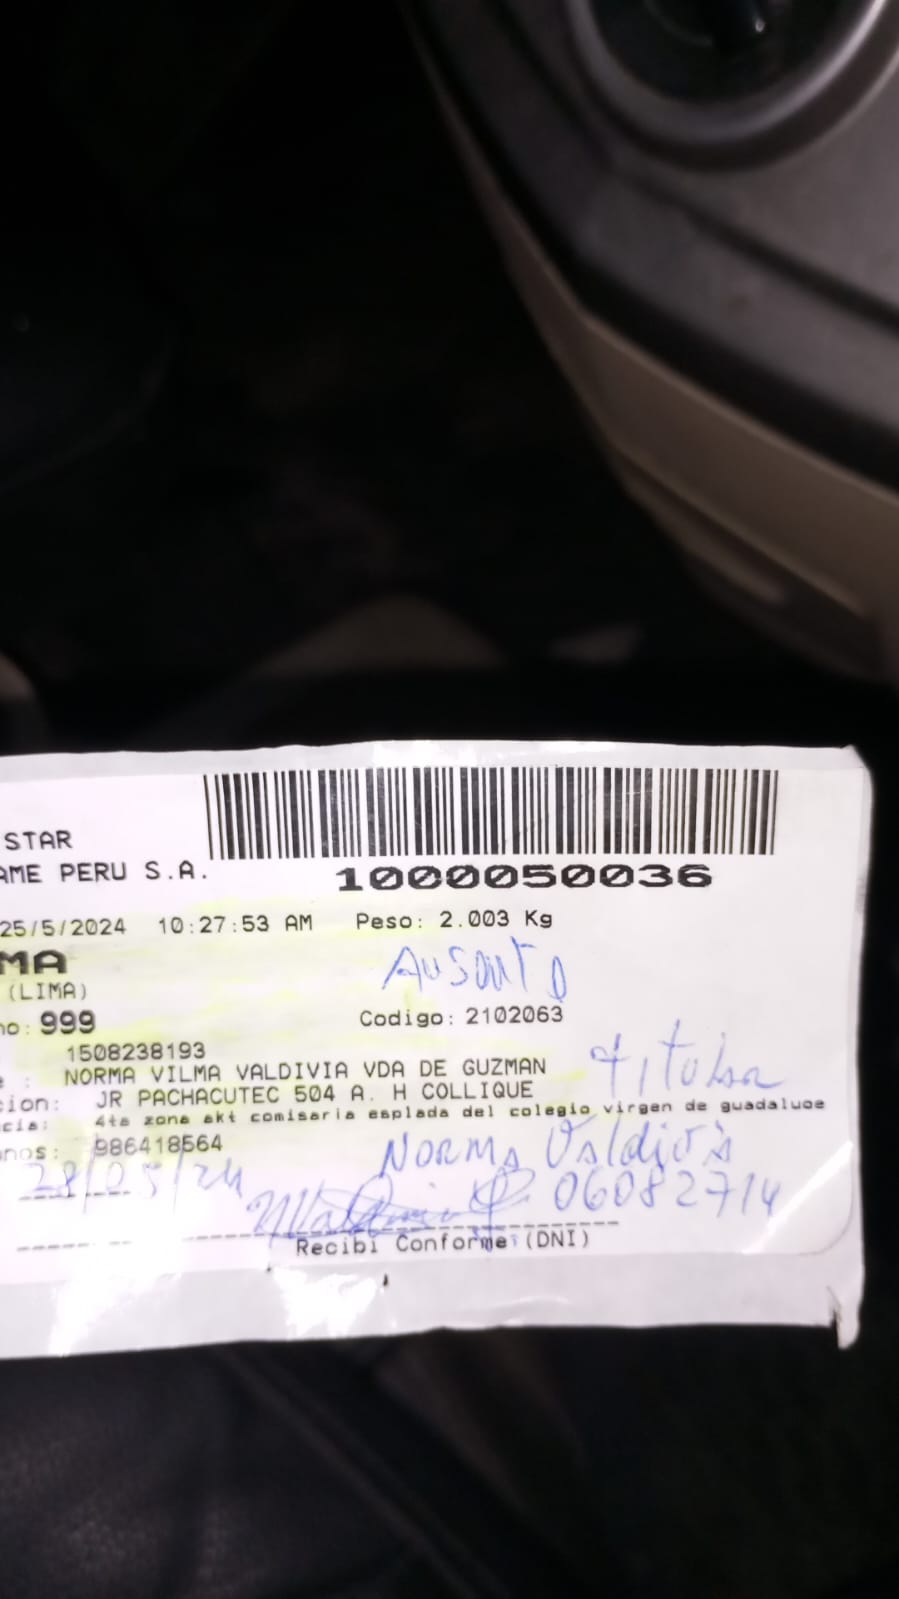 STAR
AME PERU S.A.
1000050036
25/5/2024 10:27:53 AM Peso: 2.003 Kg
MA
(LIMA)
Ausente
no: 999 Codigo: 2102063
1508238193
e : NORMA VILMA VALDIVIA VDA DE GUZMAN
Titular
cion: JR PACHACUTEC 504 A. H COLLIQUE
cia: 4ta zona akt comisaria esplada del colegio virgen de guadaluoe
onos: 986418564
Norma Valdivia
28/05/24
06082714
Recibi Conforme (DNI)